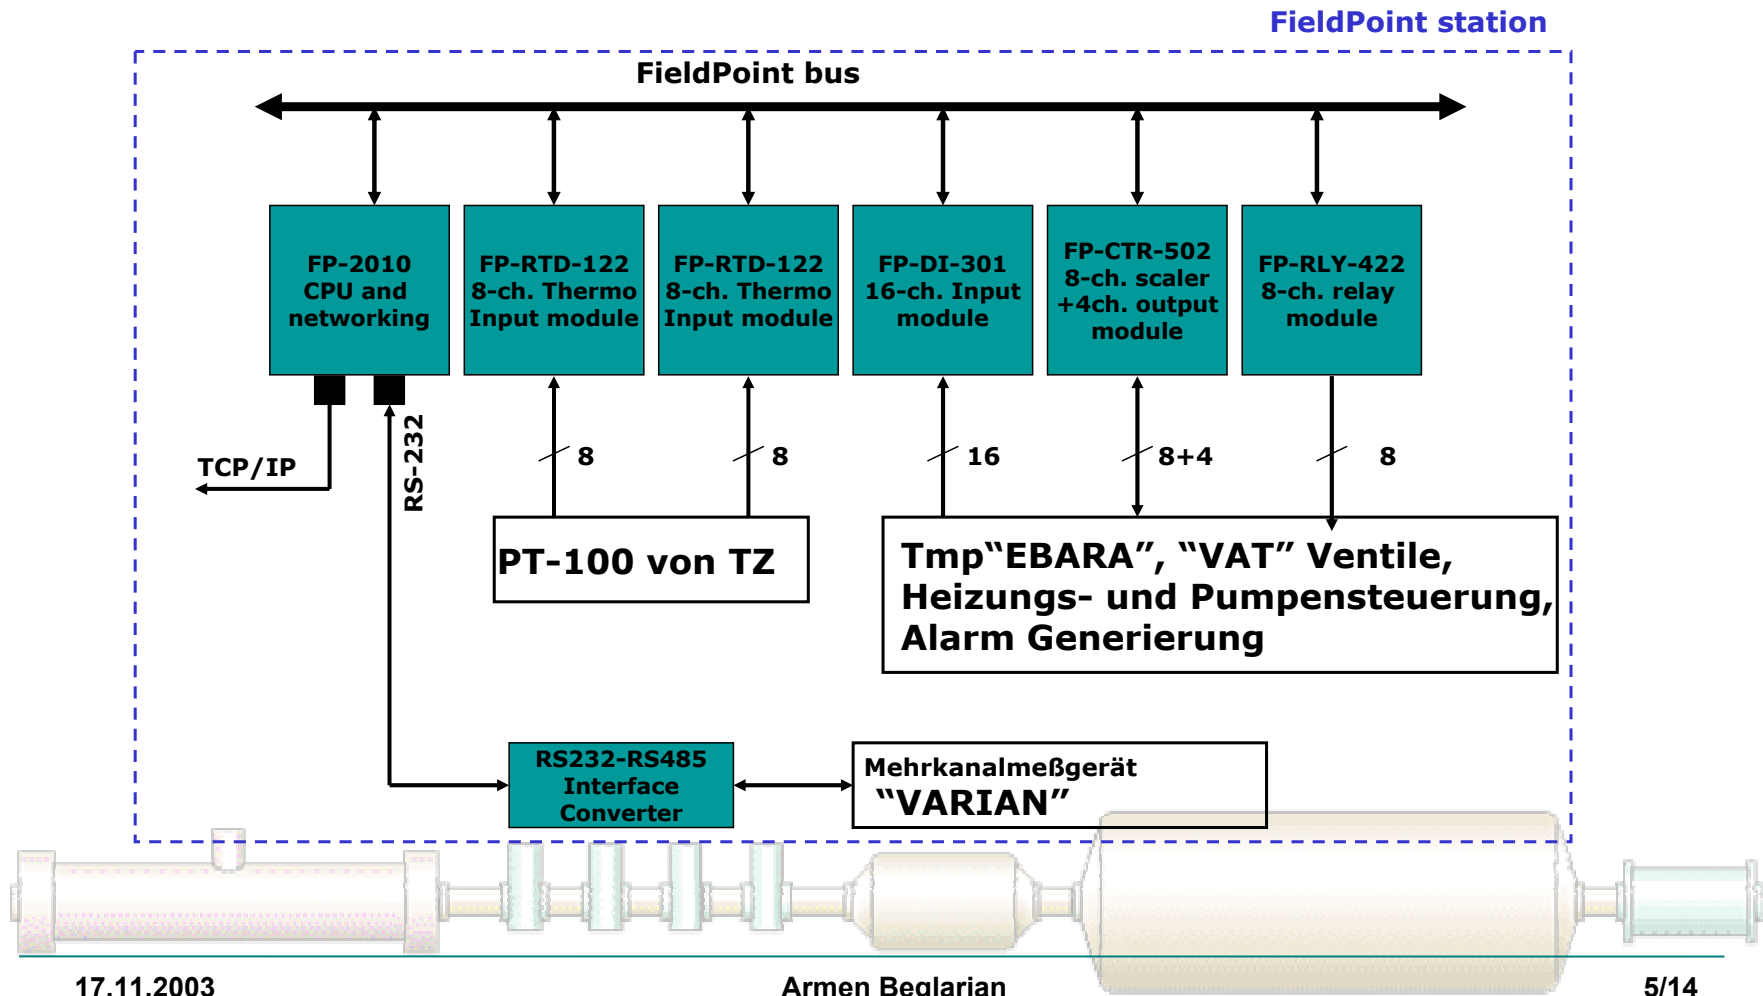 FieldPoint station
FieldPoint bus
FP-2010
CPU and
networking
FP-RTD-122
8-ch. Thermo
Input module
FP-RTD-122
8-ch. Thermo
Input module
FP-DI-301
16-ch. Input
module
FP-CTR-502
8-ch. scaler
+4ch. output
module
FP-RLY-422
8-ch. relay
module
TCP/IP
RS-232
8
8
16
8+4
8
PT-100 von TZ
Tmp“EBARA”, “VAT” Ventile,
Heizungs- und Pumpensteuerung,
Alarm Generierung
RS232-RS485
Interface
Converter
Mehrkanalmeßgerät
“VARIAN”
17.11.2003
Armen Beglarian
5/14